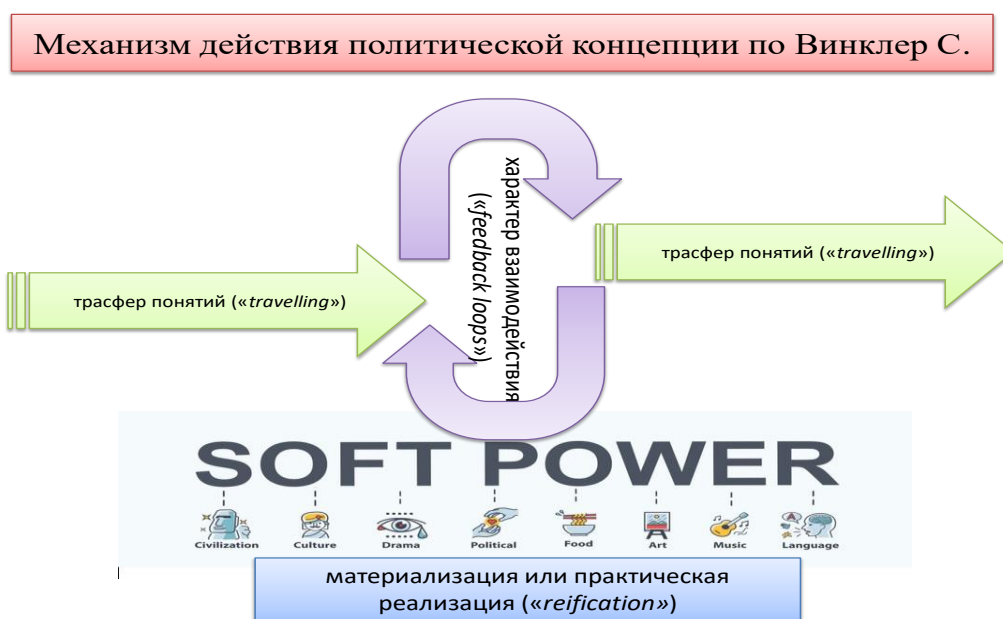 Механизм действия политической концепции по Винклер С.
характер взаимодействия
(«feedback loops»)
трасфер понятий («travelling»)
трасфер понятий («travelling»)
SOFT POWER
Civilization
Culture
Drama
Political
Food
Art
Music
Language
материализация или практическая
реализация («reification»)